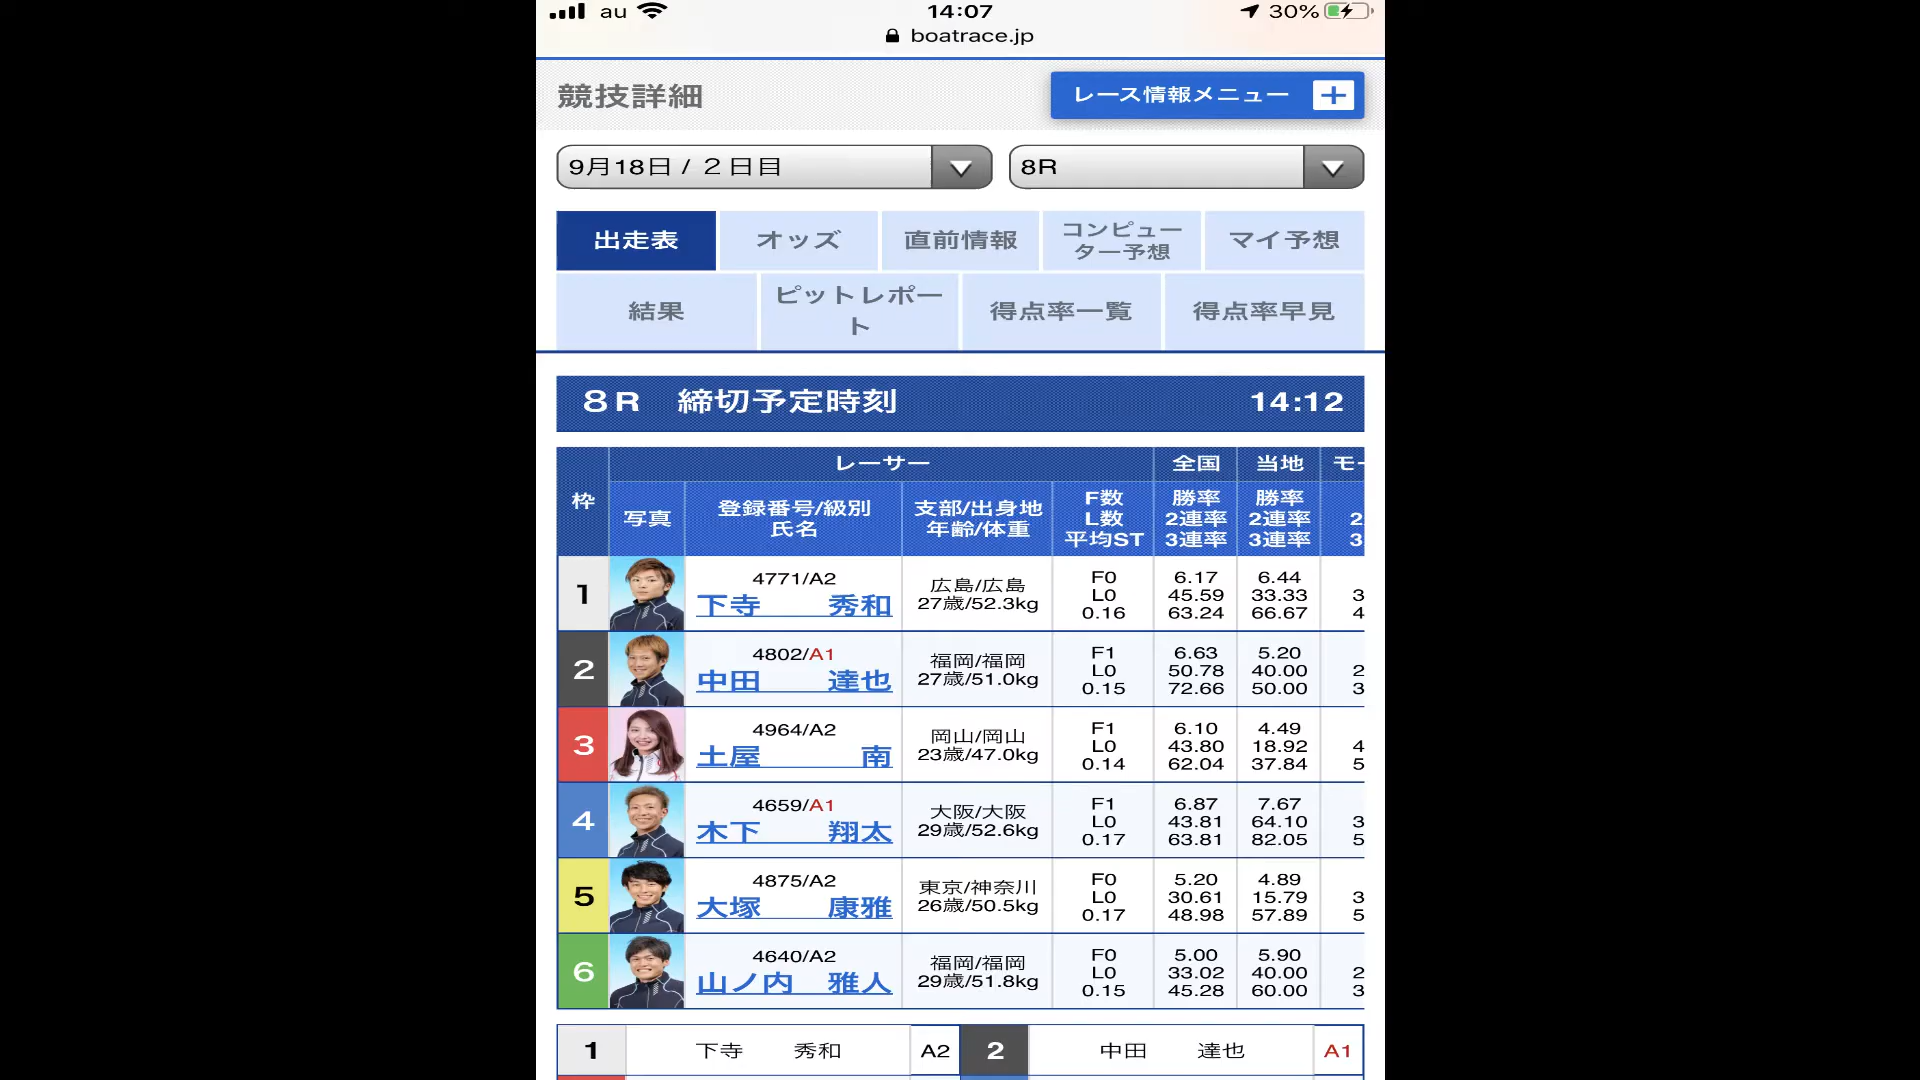 au 14:07 30%
boatrace.jp
競技詳細 レース情報メニュー
9月18日 / 2日目 8R
出走表 オッズ 直前情報 コンピューター予想 マイ予想
結果 ピットレポート 得点率一覧 得点率早見
8R 締切予定時刻 14:12
枠 レーサー 全国 当地 モー
写真 登録番号/級別 氏名 支部/出身地 年齢/体重 F数 L数 平均ST 勝率 2連率 3連率 勝率 2連率 3連率 2 3
1 4771/A2 広島/広島 F0 6.17 6.44
下寺 秀和 27歳/52.3kg L0 45.59 33.33 3
0.16 63.24 66.67 4
2 4802/A1 福岡/福岡 F1 6.63 5.20
中田 達也 27歳/51.0kg L0 50.78 40.00 2
0.15 72.66 50.00 3
3 4964/A2 岡山/岡山 F1 6.10 4.49
土屋 南 23歳/47.0kg L0 43.80 18.92 4
0.14 62.04 37.84 5
4 4659/A1 大阪/大阪 F1 6.87 7.67
木下 翔太 29歳/52.6kg L0 43.81 64.10 3
0.17 63.81 82.05 5
5 4875/A2 東京/神奈川 F0 5.20 4.89
大塚 康雅 26歳/50.5kg L0 30.61 15.79 3
0.17 48.98 57.89 5
6 4640/A2 福岡/福岡 F0 5.00 5.90
山ノ内 雅人 29歳/51.8kg L0 33.02 40.00 2
0.15 45.28 60.00 3
1 下寺 秀和 A2 2 中田 達也 A1